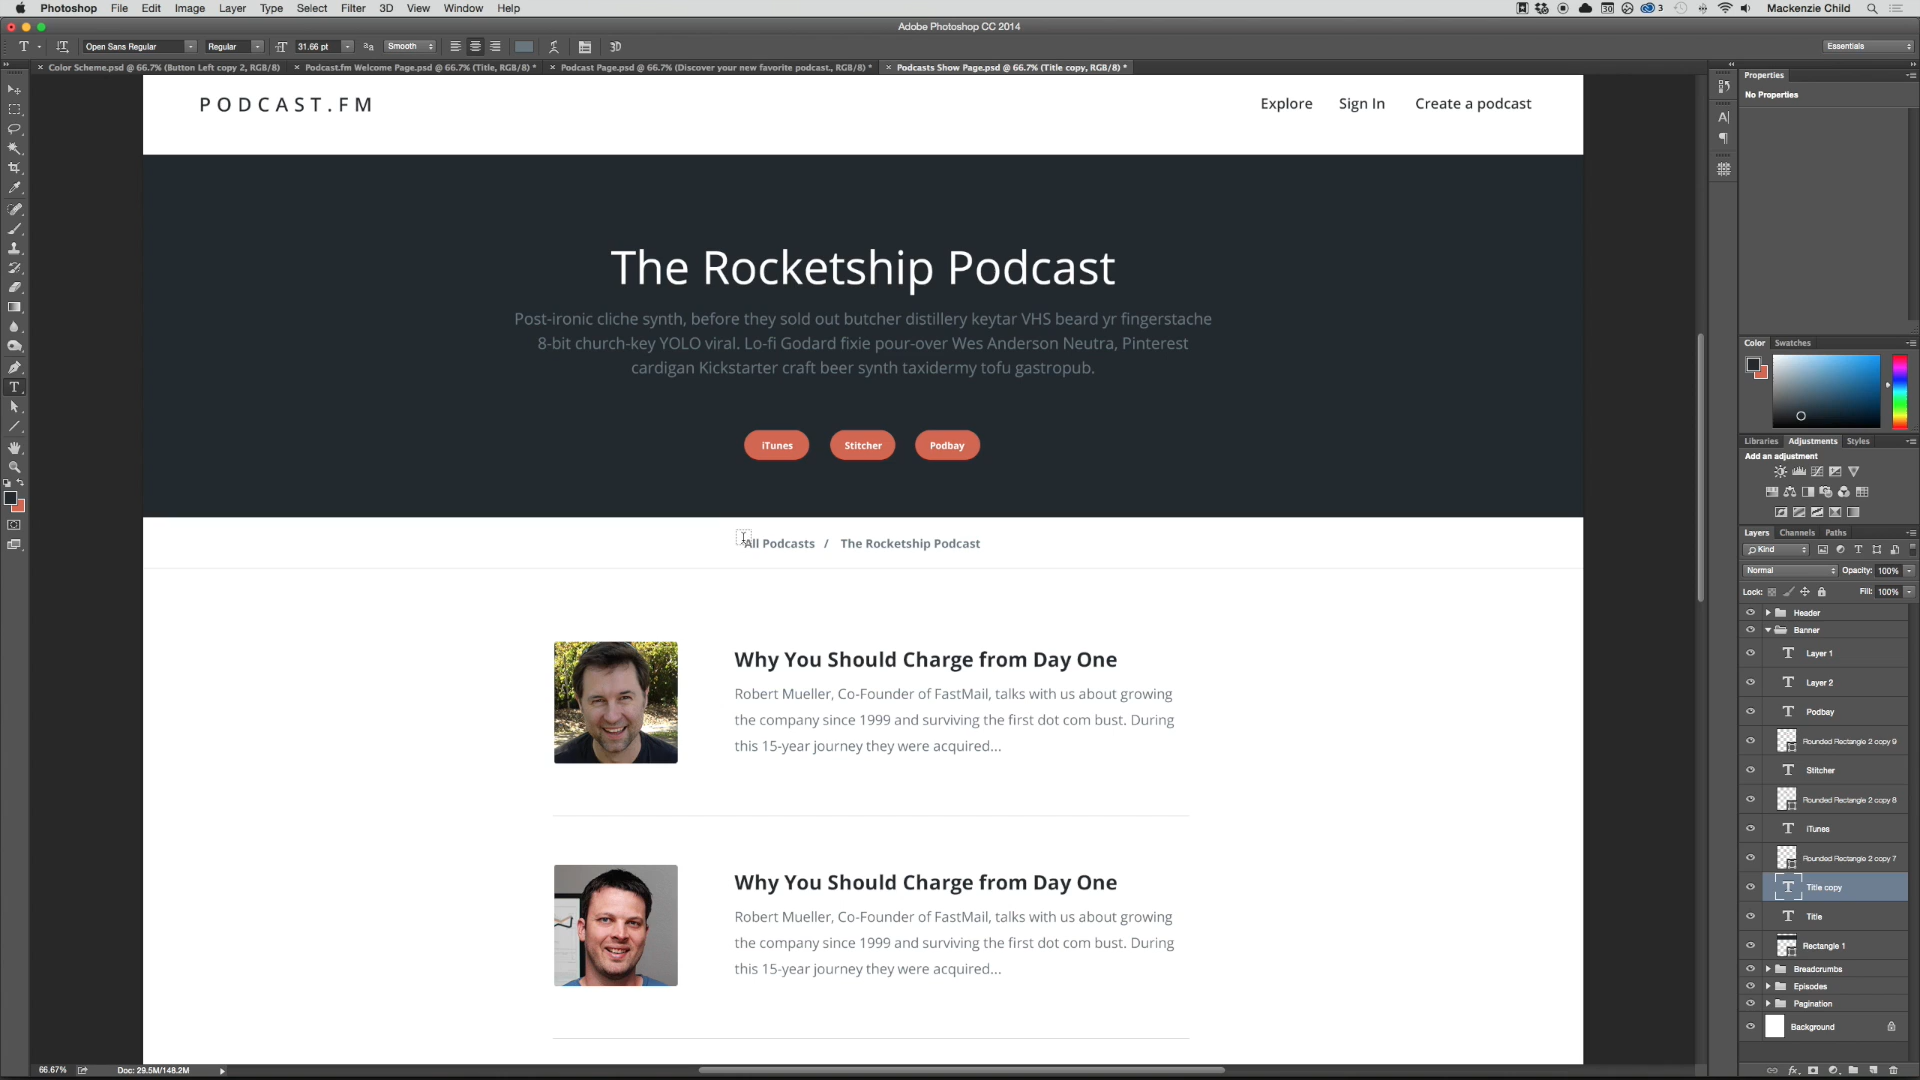 Photoshop File Edit Image Layer Type Select Filter 3D View Window Help
3 Mackenzie Child
Adobe Photoshop CC 2014
Open Sans Regular Regular 31.66 pt Smooth 3D Essentials
Color Scheme.psd @ 66.7% (Button Left copy 2, RGB/8) Podcast.fm Welcome Page.psd @ 66.7% (Title, RGB/8) * Podcast Page.psd @ 66.7% (Discover your new favorite podcast., RGB/8) * Podcasts Show Page.psd @ 66.7% (Title copy, RGB/8) *
PODCAST.FM
Explore Sign In Create a podcast
The Rocketship Podcast
Post-ironic cliche synth, before they sold out butcher distillery keytar VHS beard yr fingerstache
8-bit church-key YOLO viral. Lo-fi Godard fixie pour-over Wes Anderson Neutra, Pinterest
cardigan Kickstarter craft beer synth taxidermy tofu gastropub.
iTunes Stitcher Podbay
All Podcasts / The Rocketship Podcast
Why You Should Charge from Day One
Robert Mueller, Co-Founder of FastMail, talks with us about growing
the company since 1999 and surviving the first dot com bust. During
this 15-year journey they were acquired...
Why You Should Charge from Day One
Robert Mueller, Co-Founder of FastMail, talks with us about growing
the company since 1999 and surviving the first dot com bust. During
this 15-year journey they were acquired...
Properties
No Properties
Color Swatches
Libraries Adjustments Styles
Add an adjustment
Layers Channels Paths
Kind
Normal Opacity: 100%
Lock: Fill: 100%
Header
Banner
Layer 1
Layer 2
Podbay
Rounded Rectangle 2 copy 9
Stitcher
Rounded Rectangle 2 copy 8
iTunes
Rounded Rectangle 2 copy 7
Title copy
Title
Rectangle 1
Breadcrumbs
Episodes
Pagination
Background
66.67% Doc: 29.5M/148.2M